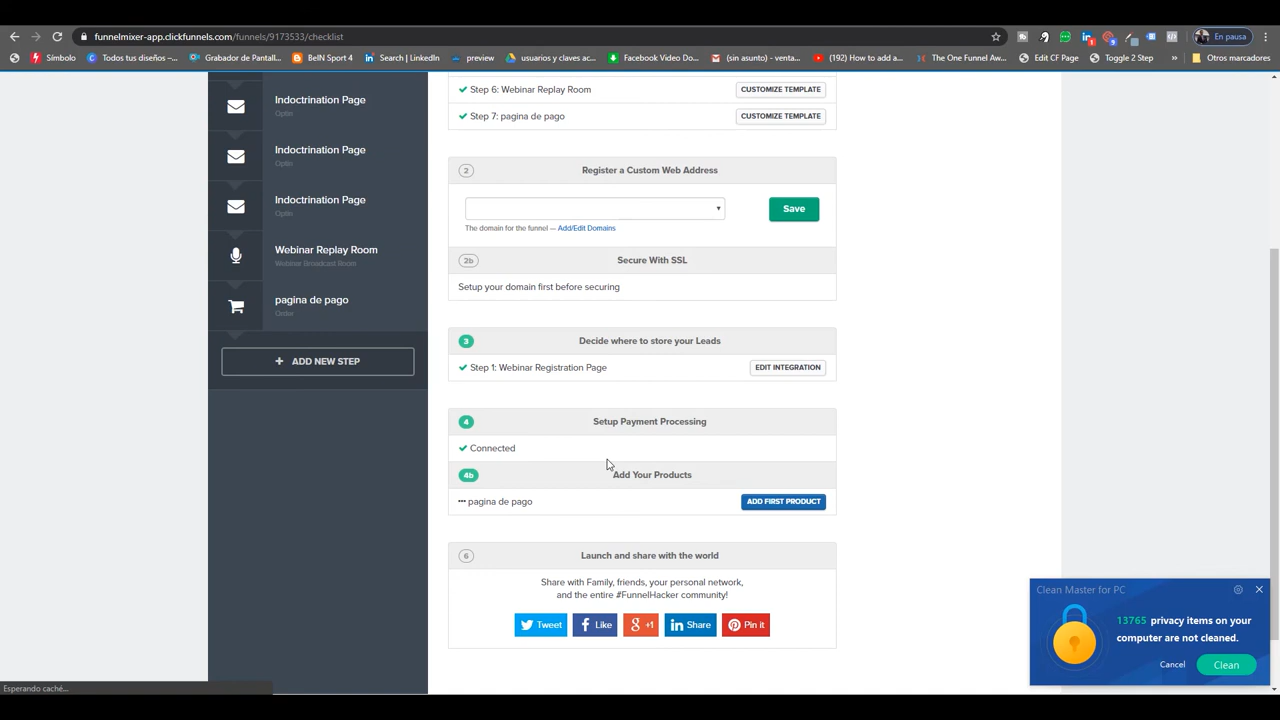 funnelmixer-app.clickfunnels.com/funnels/9173533/checklist
En pausa
Símbolo
Todos tus diseños –...
Grabador de Pantall...
BeIN Sport 4
Search | LinkedIn
preview
usuarios y claves ac...
Facebook Video Do...
(sin asunto) - venta...
(192) How to add a...
The One Funnel Aw...
Edit CF Page
Toggle 2 Step
»
Otros marcadores
Indoctrination Page
Optin
Indoctrination Page
Optin
Indoctrination Page
Optin
Webinar Replay Room
Webinar Broadcast Room
pagina de pago
Order
+ ADD NEW STEP
Step 6: Webinar Replay Room
CUSTOMIZE TEMPLATE
Step 7: pagina de pago
CUSTOMIZE TEMPLATE
2 Register a Custom Web Address
Save
The domain for the funnel — Add/Edit Domains
2b Secure With SSL
Setup your domain first before securing
3 Decide where to store your Leads
Step 1: Webinar Registration Page
EDIT INTEGRATION
4 Setup Payment Processing
Connected
4b Add Your Products
pagina de pago
ADD FIRST PRODUCT
6 Launch and share with the world
Share with Family, friends, your personal network,
and the entire #FunnelHacker community!
Tweet
Like
+1
Share
Pin it
Clean Master for PC
13765 privacy items on your
computer are not cleaned.
Cancel
Clean
Esperando caché...